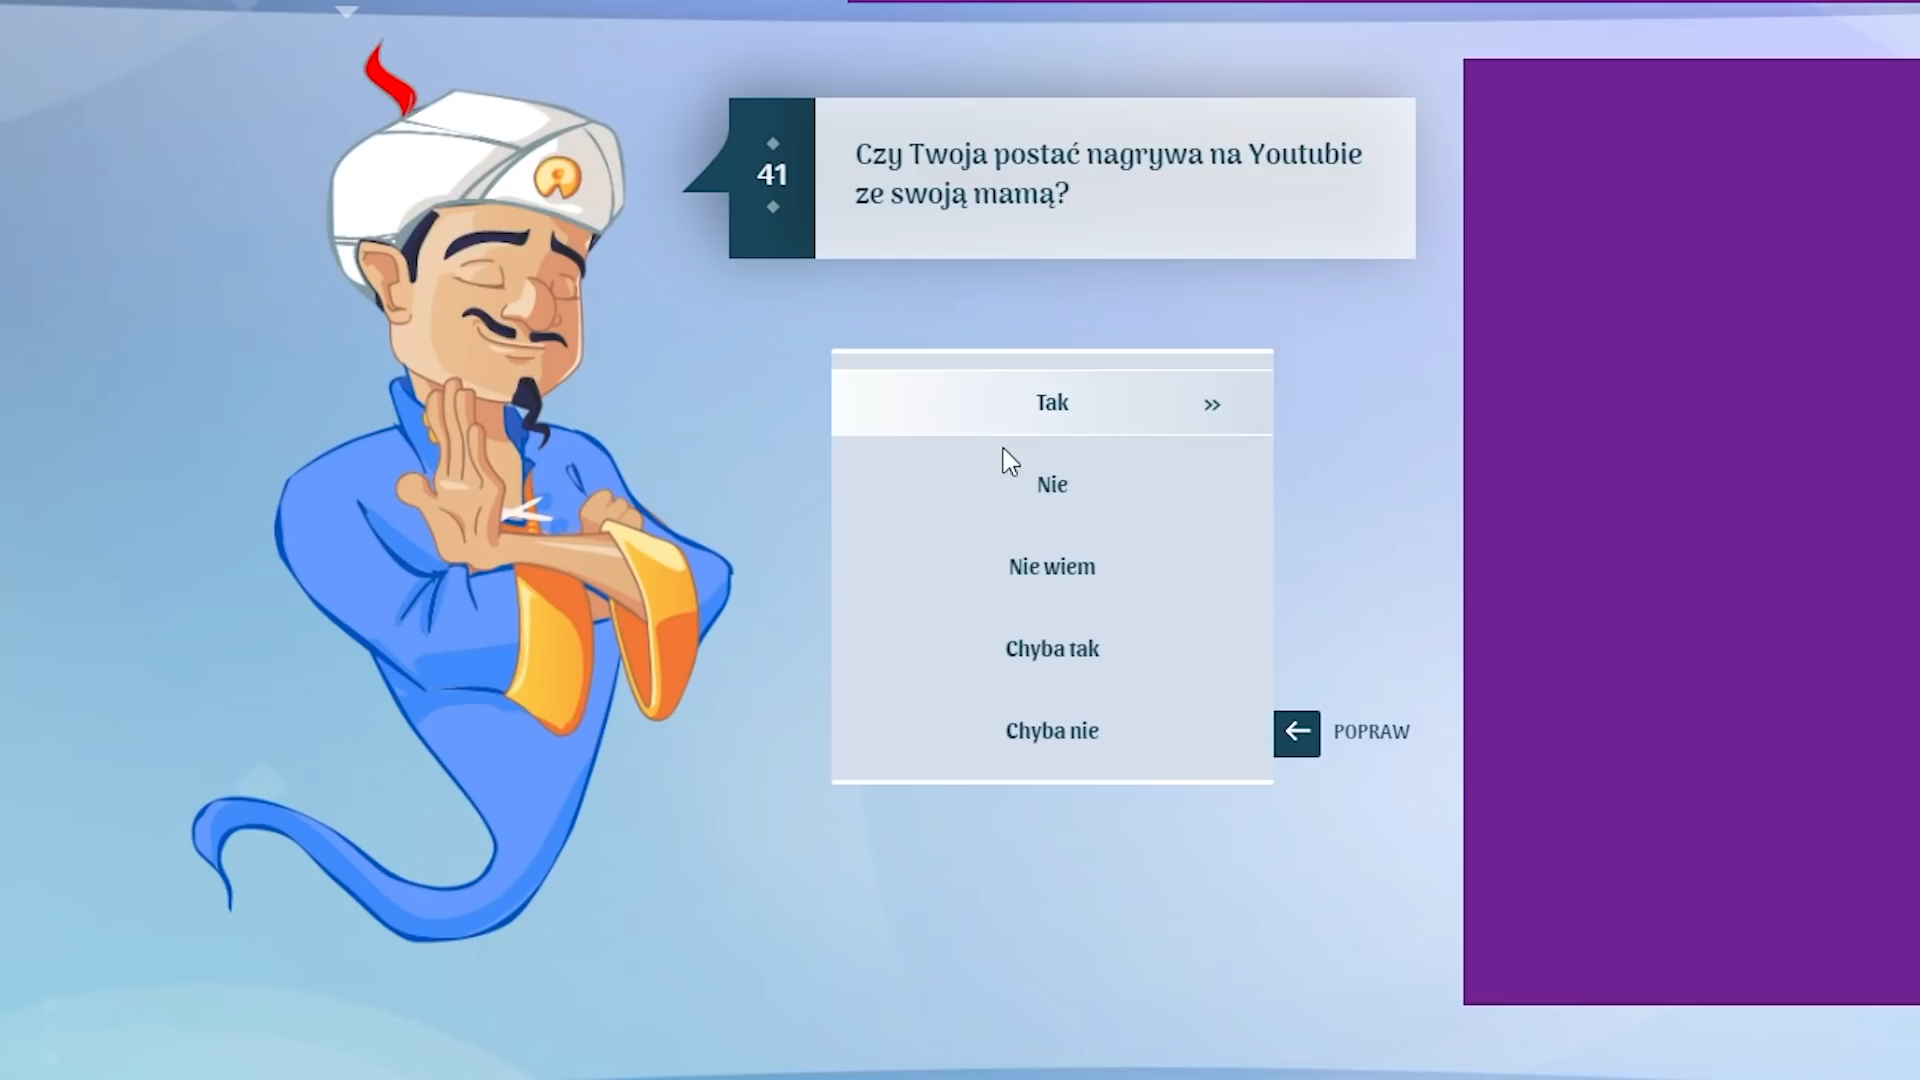 41
Czy Twoja postać nagrywa na Youtubie
ze swoją mamą?
Tak
Nie
Nie wiem
Chyba tak
Chyba nie
POPRAW